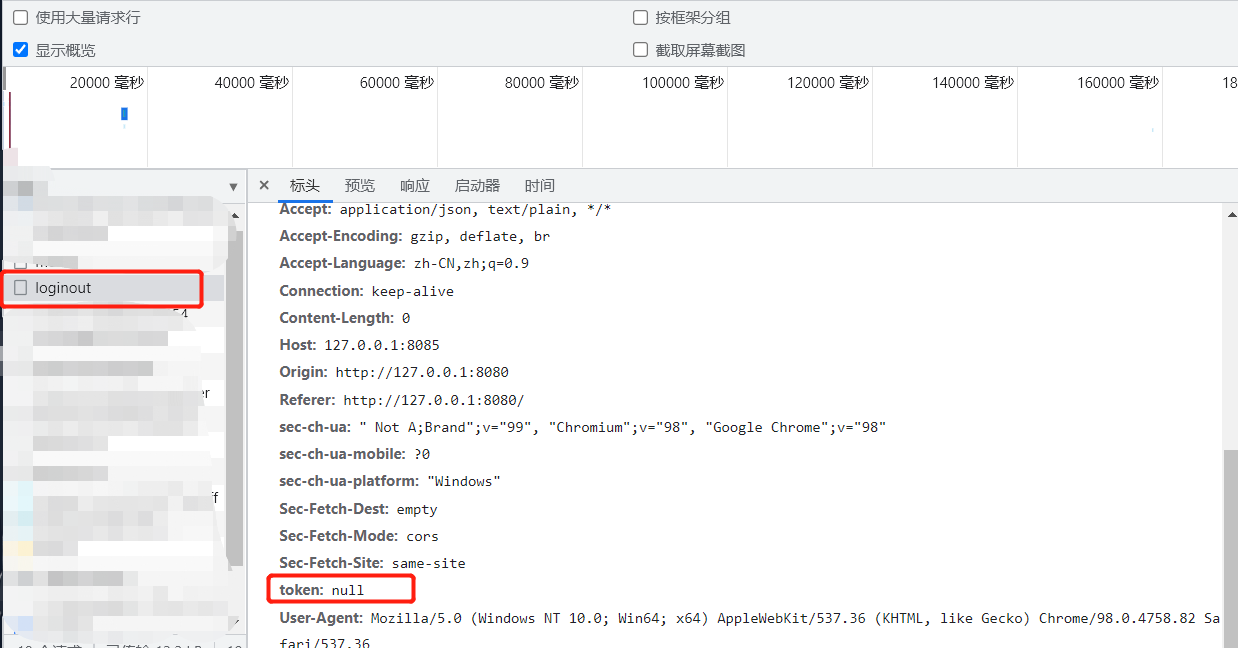 使用大量请求行
按框架分组
显示概览
截取屏幕截图
20000 毫秒
40000 毫秒
60000 毫秒
80000 毫秒
100000 毫秒
120000 毫秒
140000 毫秒
160000 毫秒
18
标头
预览
响应
启动器
时间
Accept: application/json, text/plain, */*
Accept-Encoding: gzip, deflate, br
Accept-Language: zh-CN,zh;q=0.9
loginout
Connection: keep-alive
Content-Length: 0
Host: 127.0.0.1:8085
Origin: http://127.0.0.1:8080
Referer: http://127.0.0.1:8080/
sec-ch-ua: " Not A;Brand";v="99", "Chromium";v="98", "Google Chrome";v="98"
sec-ch-ua-mobile: ?0
sec-ch-ua-platform: "Windows"
Sec-Fetch-Dest: empty
Sec-Fetch-Mode: cors
Sec-Fetch-Site: same-site
token: null
User-Agent: Mozilla/5.0 (Windows NT 10.0; Win64; x64) AppleWebKit/537.36 (KHTML, like Gecko) Chrome/98.0.4758.82 Sa
fari/537.36